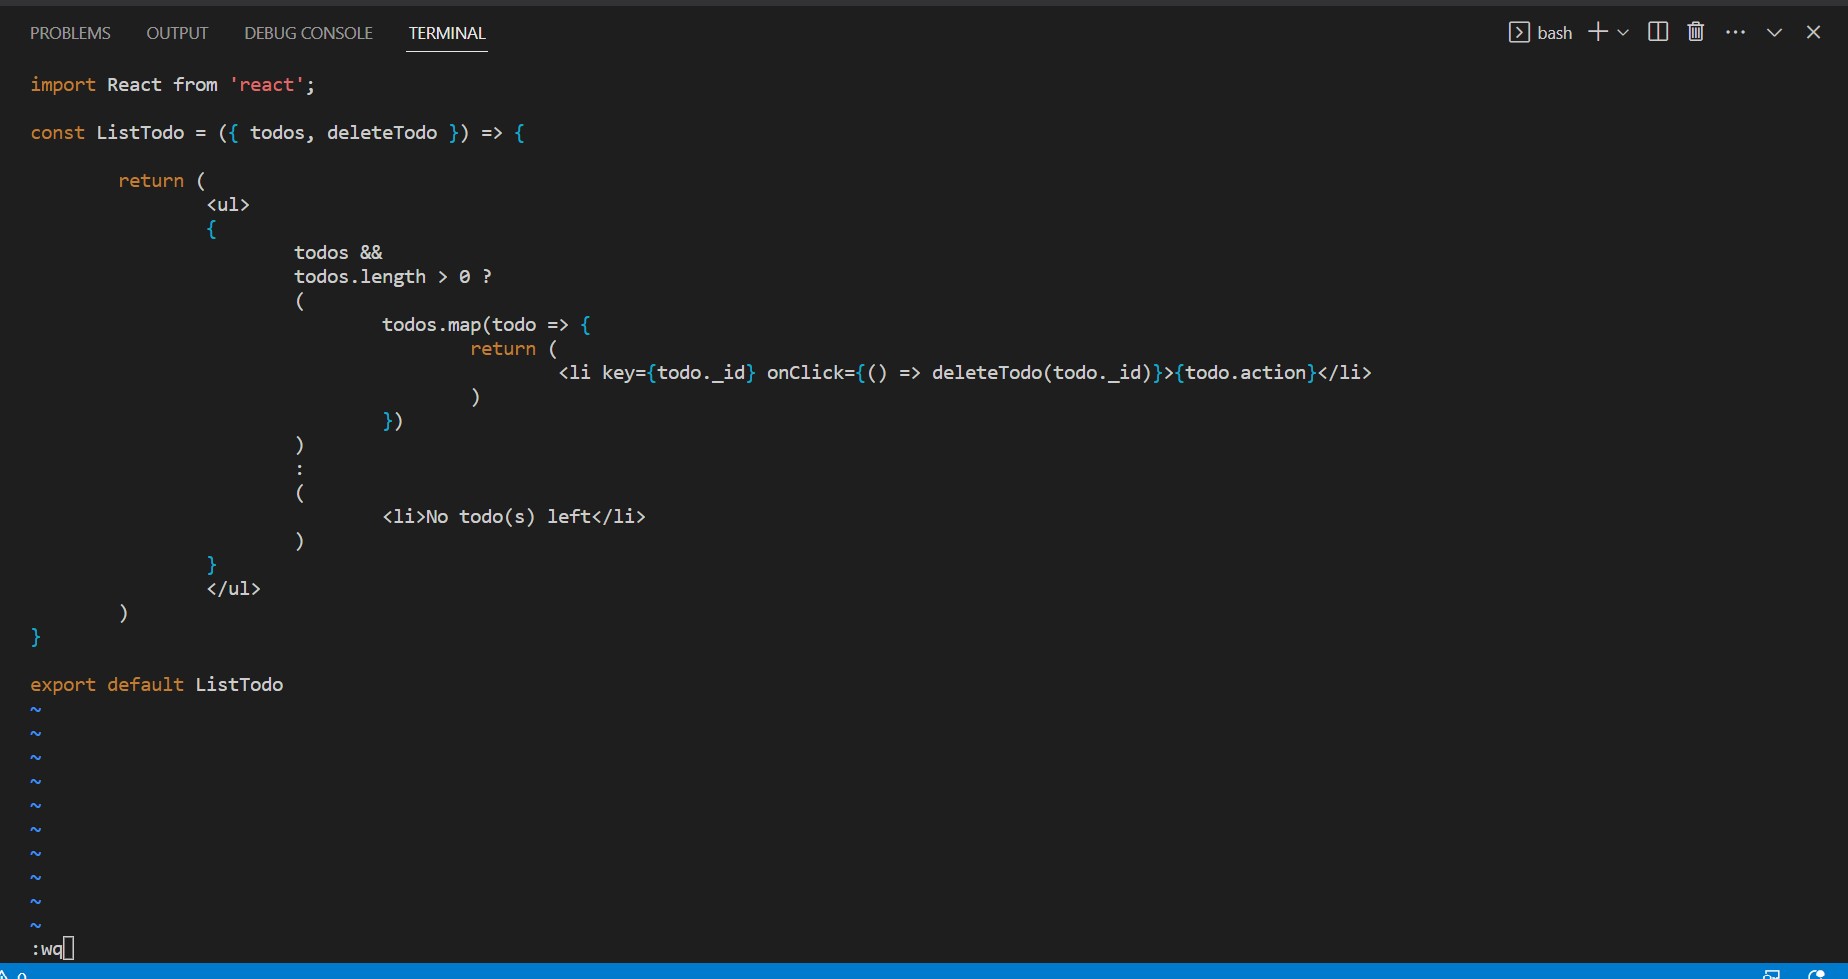 PROBLEMS OUTPUT DEBUG CONSOLE TERMINAL bash
import React from 'react';
const ListTodo = ({ todos, deleteTodo }) => {
return (
<ul>
{
todos &&
todos.length > 0 ?
(
todos.map(todo => {
return (
<li key={todo._id} onClick={() => deleteTodo(todo._id)}>{todo.action}</li>
)
})
)
:
(
<li>No todo(s) left</li>
)
}
</ul>
)
}
export default ListTodo
~
~
~
~
~
~
~
~
~
~
:wq